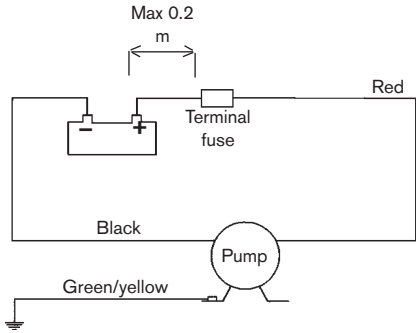 Max 0.2
m
Red
Terminal
fuse
− +
Black
Pump
Green/yellow